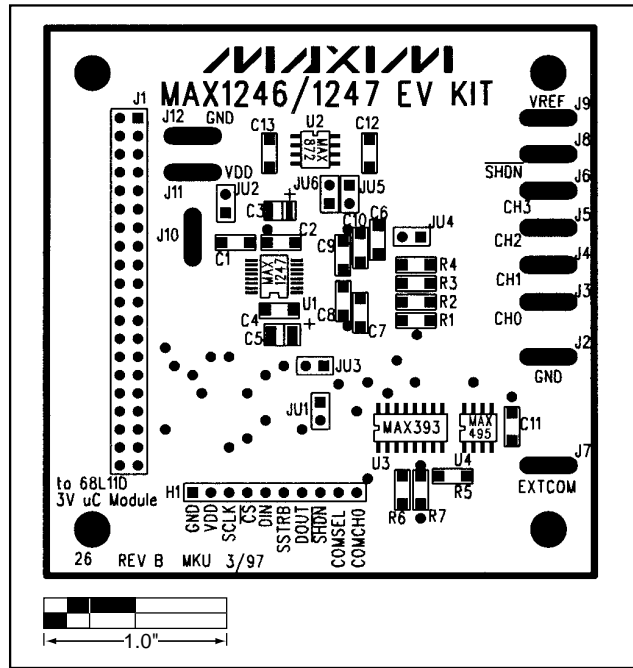 MAXIM
MAX1246/1247 EV KIT
J1
J12
GND
C13
U2
MAX
872
C12
VREF
J9
J8
SHDN
VDD
J11
JU2
JU6
JU5
J6
CH3
C3
+
C10
C6
JU4
J5
CH2
J10
C1
C2
C9
R4
J4
CH1
MAX
1247
R3
U1
R2
J3
CH0
C4
C8
R1
C5
+
C7
JU3
J2
GND
JU1
MAX393
MAX
495
C11
J7
to 68L11D
3V uC Module
H1
U3
U4
R5
EXTCOM
GND
VDD
SCLK
CS
DIN
SSTRB
DOUT
SHDN
COMSEL
COMCH0
R6
R7
26 REV B MKU 3/97
1.0"